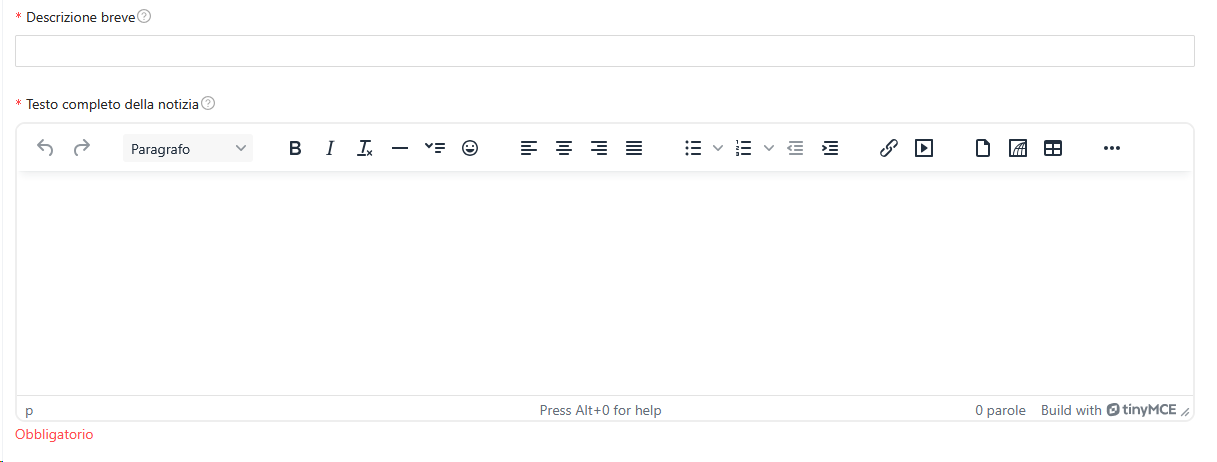 * Descrizione breve
* Testo completo della notizia
Paragrafo
p
Press Alt+0 for help
0 parole
Build with tinyMCE
Obbligatorio